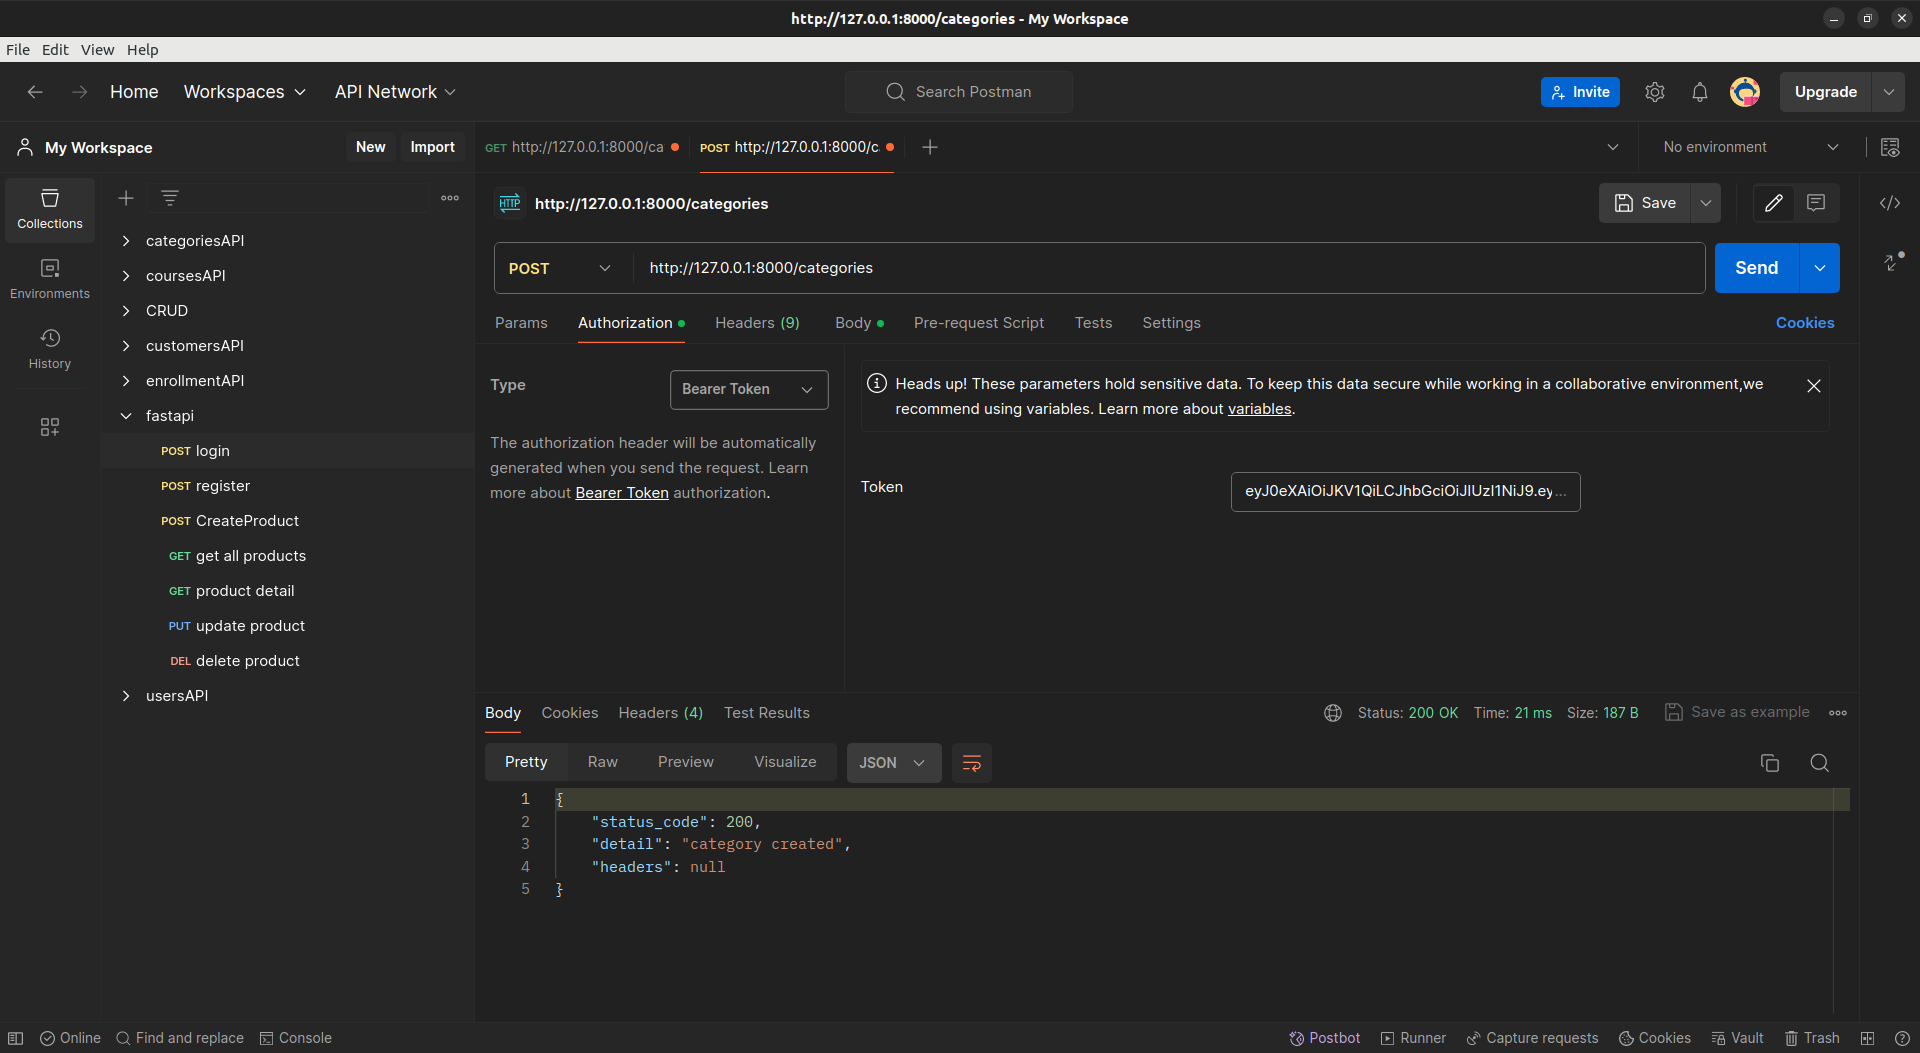 http://127.0.0.1:8000/categories - My Workspace
File Edit View Help
Home Workspaces API Network Search Postman Invite Upgrade
My Workspace New Import GET http://127.0.0.1:8000/ca POST http://127.0.0.1:8000/c No environment
Collections
Environments
History
categoriesAPI
coursesAPI
CRUD
customersAPI
enrollmentAPI
fastapi
POST login
POST register
POST CreateProduct
GET get all products
GET product detail
PUT update product
DEL delete product
usersAPI
HTTP http://127.0.0.1:8000/categories Save
POST http://127.0.0.1:8000/categories Send
Params Authorization Headers (9) Body Pre-request Script Tests Settings Cookies
Type Bearer Token
The authorization header will be automatically
generated when you send the request. Learn
more about Bearer Token authorization.
Heads up! These parameters hold sensitive data. To keep this data secure while working in a collaborative environment,we
recommend using variables. Learn more about variables.
Token eyJ0eXAiOiJKV1QiLCJhbGciOiJIUzI1NiJ9.ey...
Body Cookies Headers (4) Test Results Status: 200 OK Time: 21 ms Size: 187 B Save as example
Pretty Raw Preview Visualize JSON
1 {
2 "status_code": 200,
3 "detail": "category created",
4 "headers": null
5 }
Online Find and replace Console Postbot Runner Capture requests Cookies Vault Trash